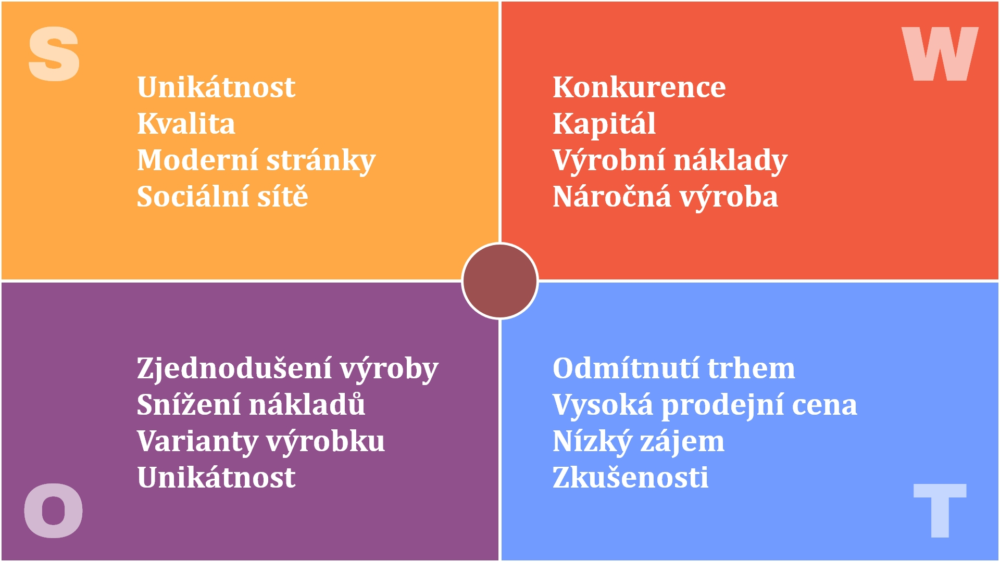 S
Unikátnost
Kvalita
Moderní stránky
Sociální sítě
W
Konkurence
Kapitál
Výrobní náklady
Náročná výroba
Zjednodušení výroby
Snížení nákladů
Varianty výrobku
Unikátnost
O
Odmítnutí trhem
Vysoká prodejní cena
Nízký zájem
Zkušenosti
T